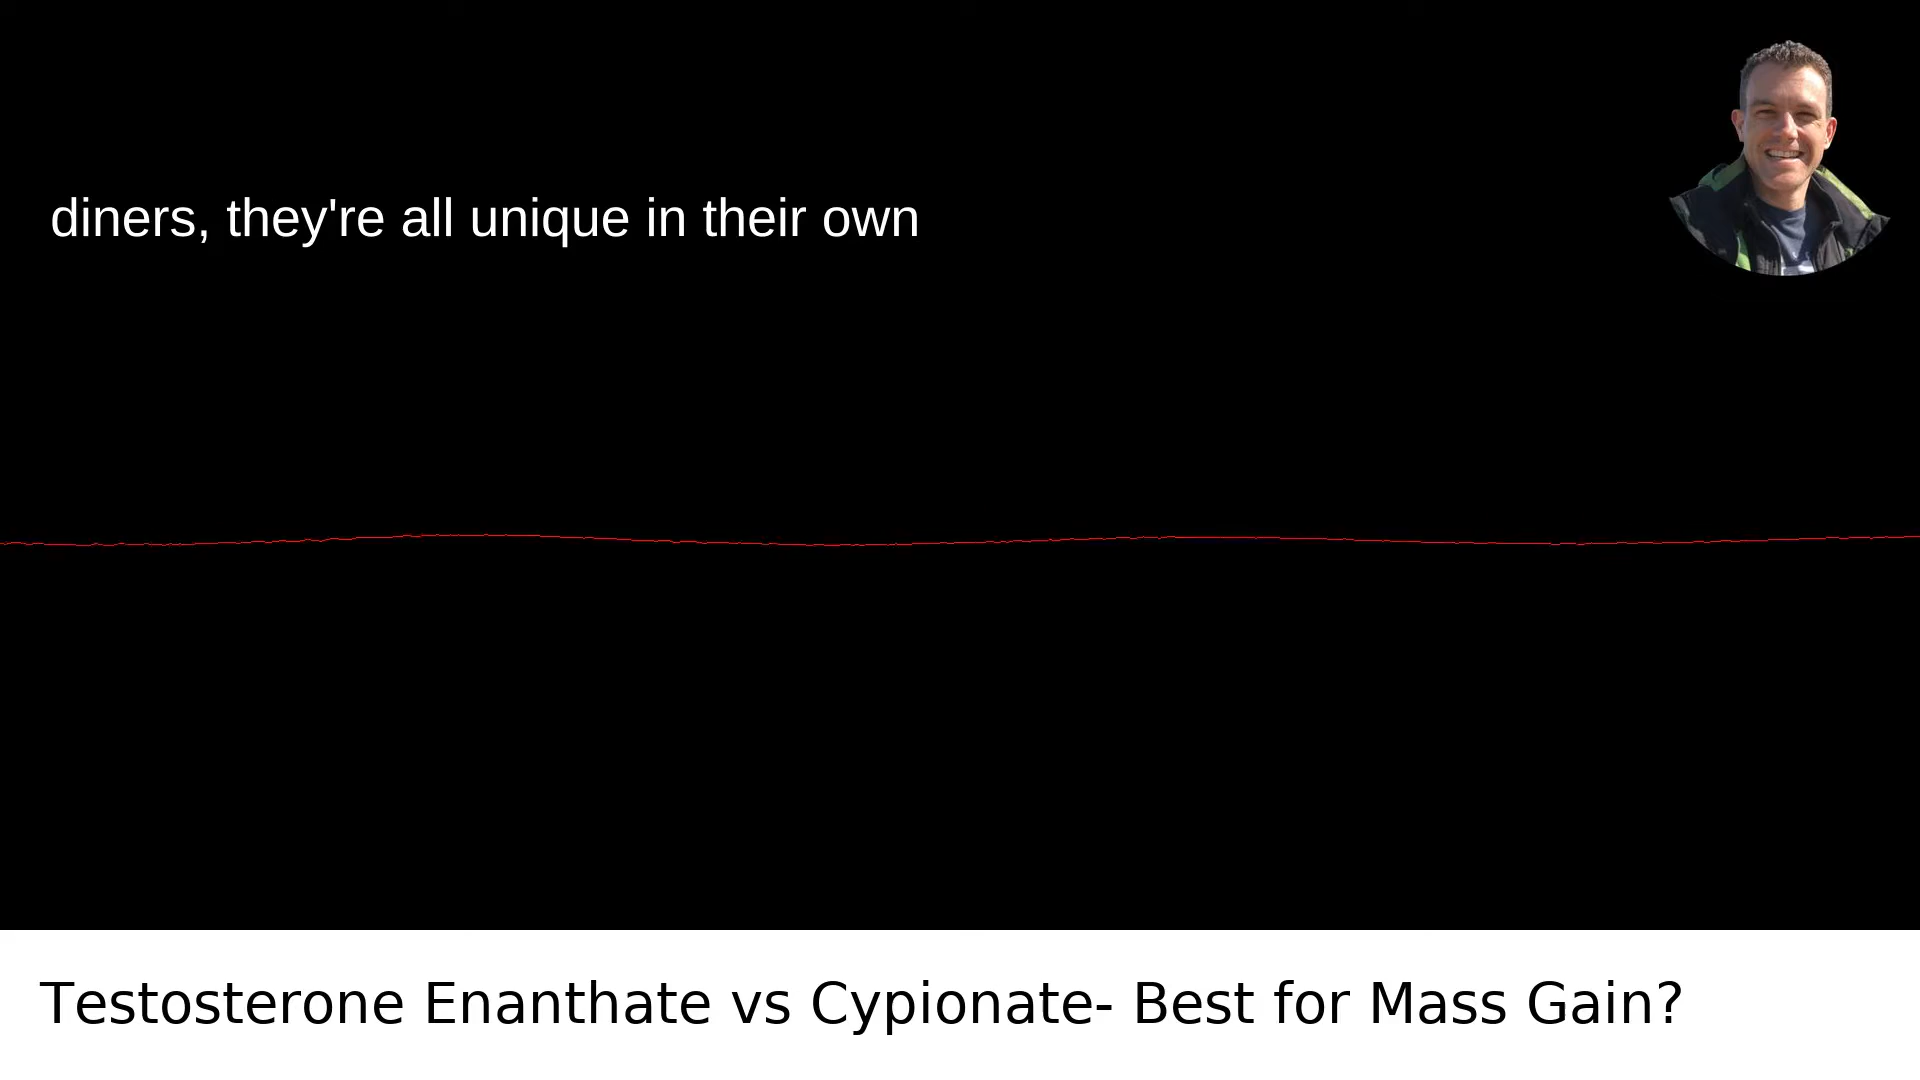 diners, they're all unique in their own
Testosterone Enanthate vs Cypionate- Best for Mass Gain?